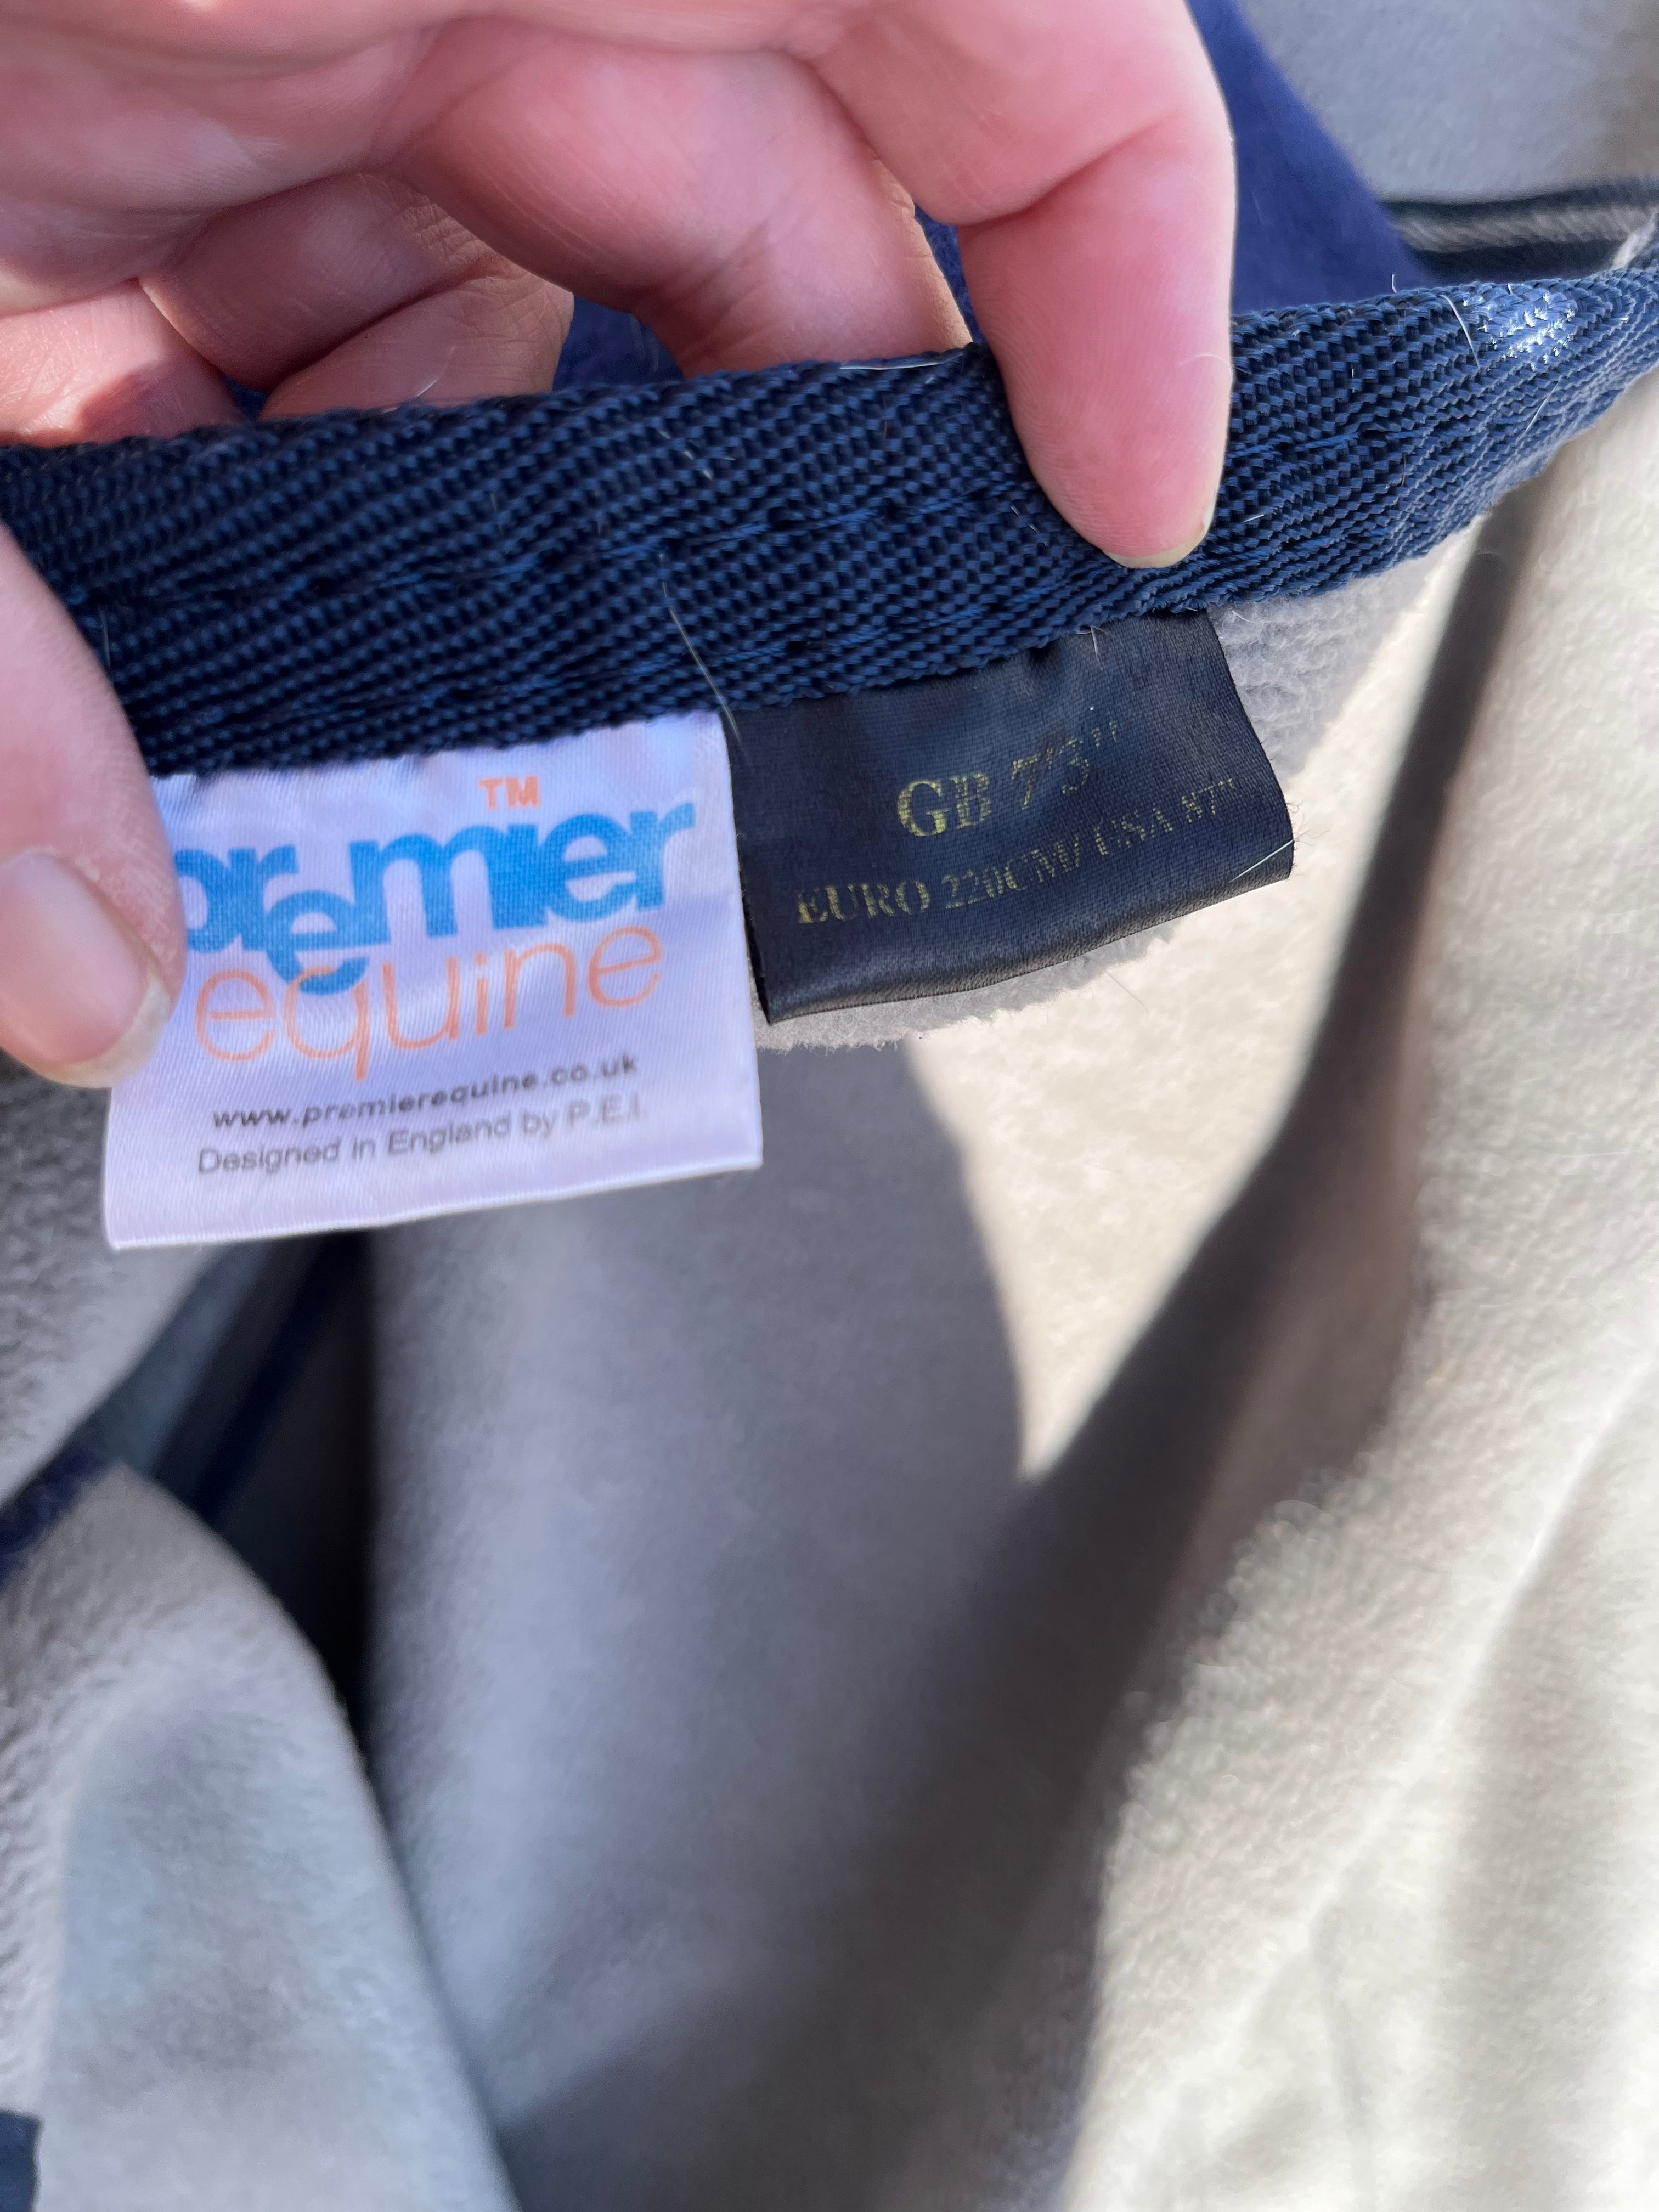 premier
TM
equine
www.premierequine.co.uk
Designed in England by P.E.I.
GB 7'3"
EURO 220CM/ USA 87"